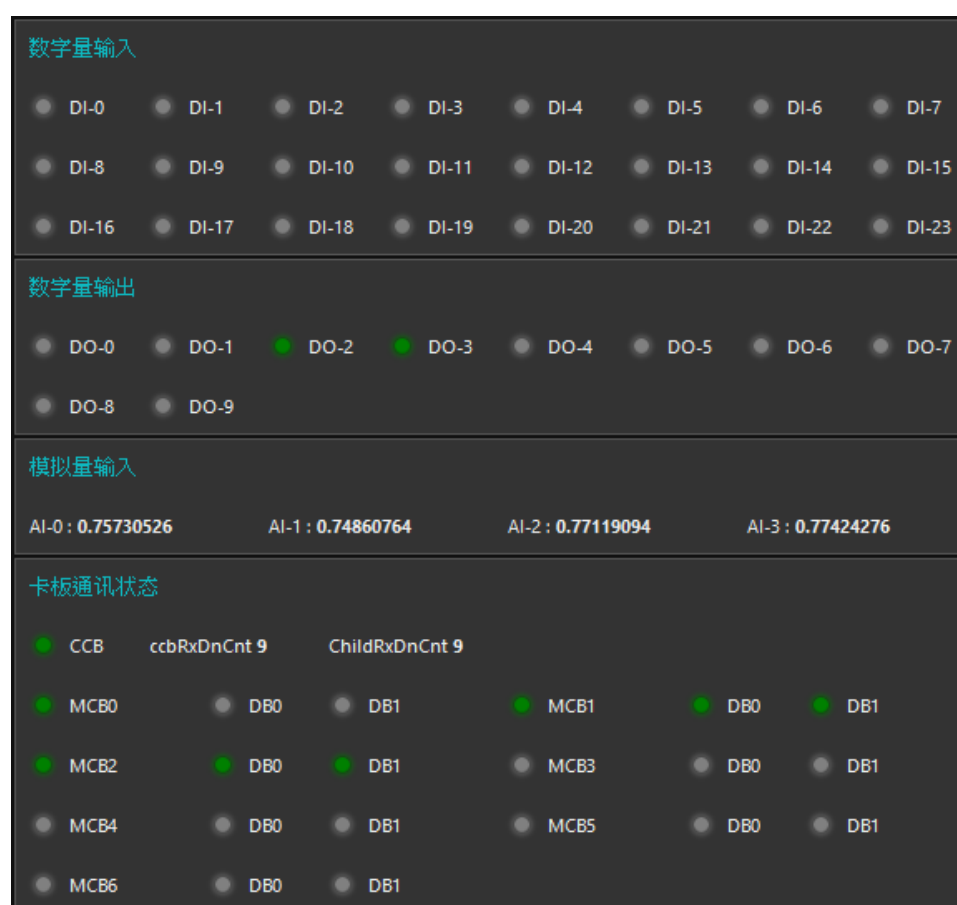 数字量输入
DI-0 DI-1 DI-2 DI-3 DI-4 DI-5 DI-6 DI-7
DI-8 DI-9 DI-10 DI-11 DI-12 DI-13 DI-14 DI-15
DI-16 DI-17 DI-18 DI-19 DI-20 DI-21 DI-22 DI-23
数字量输出
DO-0 DO-1 DO-2 DO-3 DO-4 DO-5 DO-6 DO-7
DO-8 DO-9
模拟量输入
AI-0 : 0.75730526 AI-1 : 0.74860764 AI-2 : 0.77119094 AI-3 : 0.77424276
卡板通讯状态
CCB ccbRxDnCnt 9 ChildRxDnCnt 9
MCB0 DB0 DB1 MCB1 DB0 DB1
MCB2 DB0 DB1 MCB3 DB0 DB1
MCB4 DB0 DB1 MCB5 DB0 DB1
MCB6 DB0 DB1